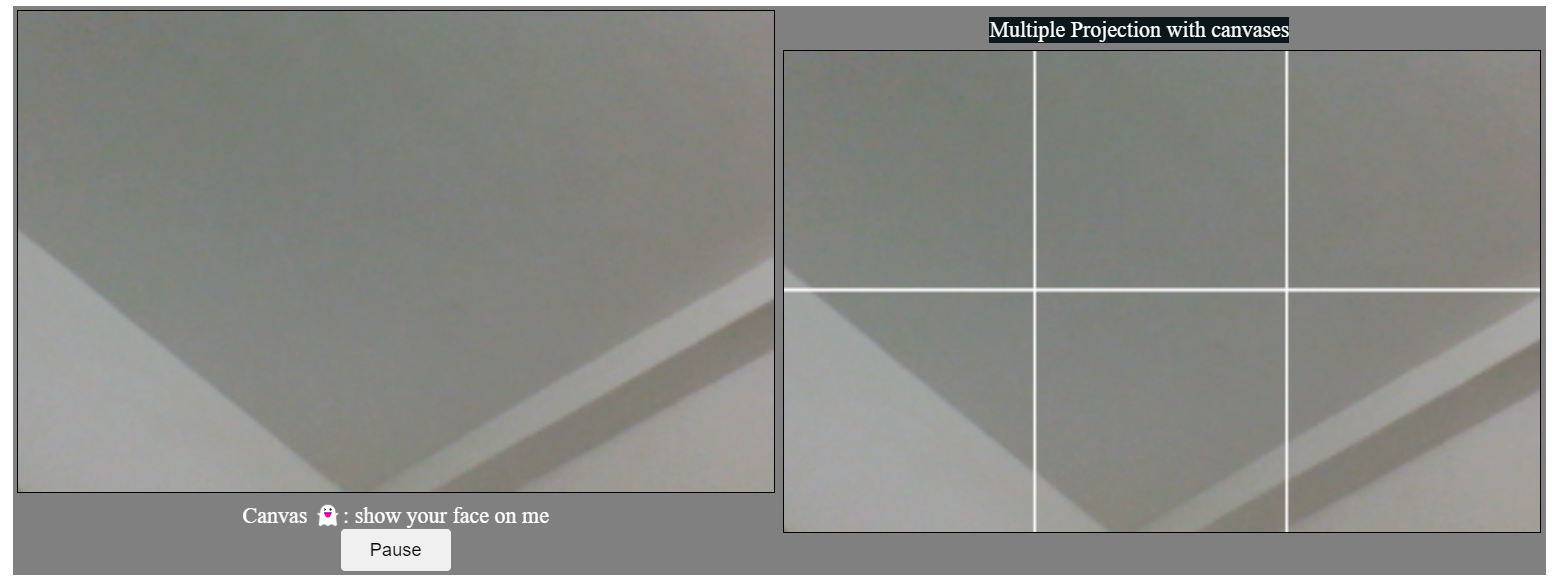 Multiple Projection with canvases
Canvas 👻 : show your face on me
Pause